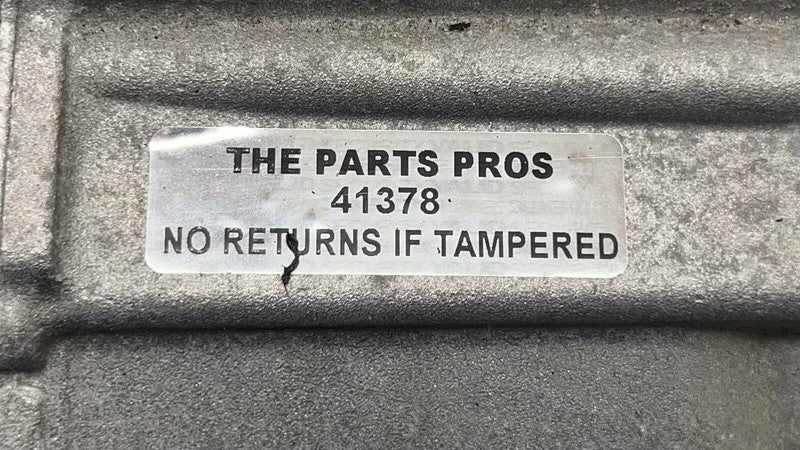 THE PARTS PROS
41378
NO RETURNS IF TAMPERED